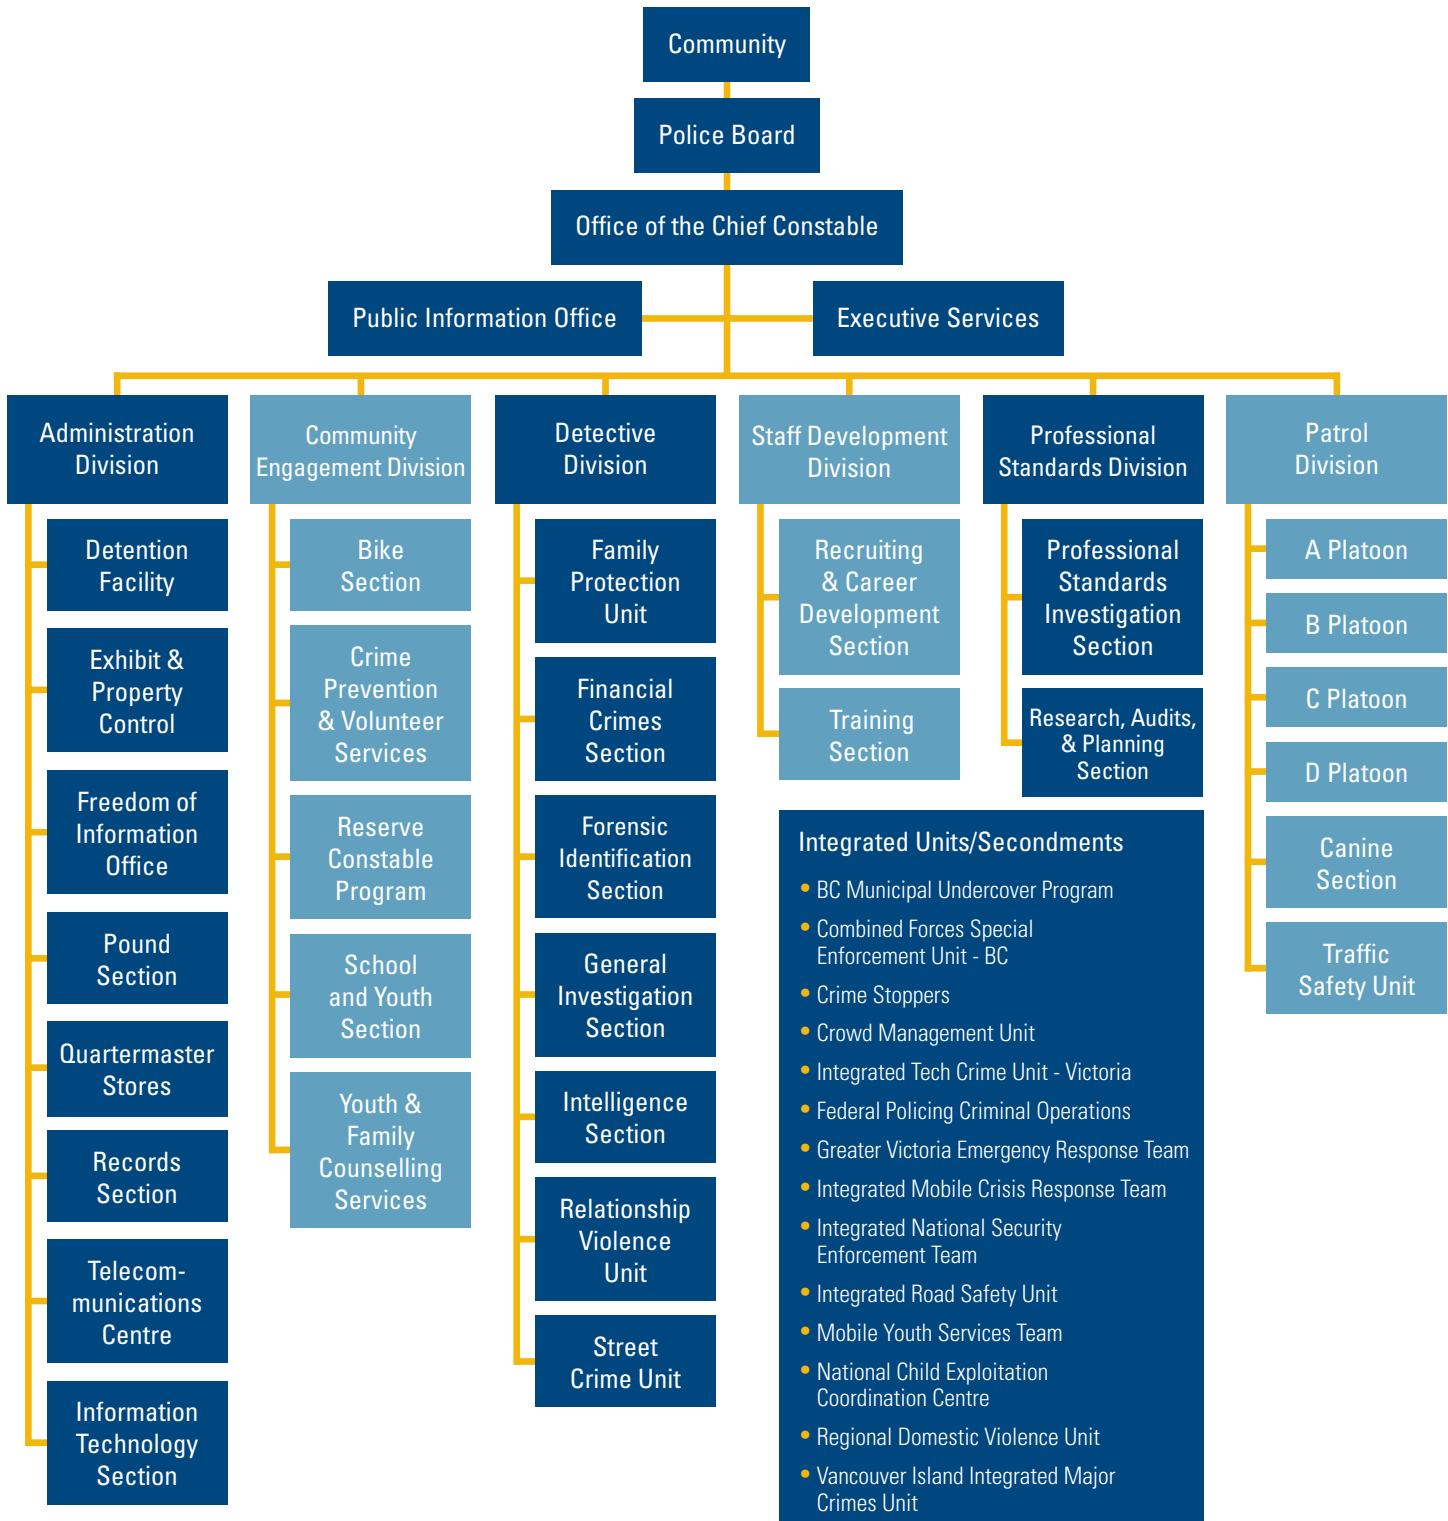 Community
Police Board
Office of the Chief Constable
Public Information Office
Executive Services
Administration
Division
Detention
Facility
Exhibit &
Property
Control
Freedom of
Information
Office
Pound
Section
Quartermaster
Stores
Records
Section
Telecom-
munications
Centre
Information
Technology
Section
Community
Engagement Division
Bike
Section
Crime
Prevention
& Volunteer
Services
Reserve
Constable
Program
School
and Youth
Section
Youth &
Family
Counselling
Services
Detective
Division
Family
Protection
Unit
Financial
Crimes
Section
Forensic
Identification
Section
General
Investigation
Section
Intelligence
Section
Relationship
Violence
Unit
Street
Crime Unit
Staff Development
Division
Recruiting
& Career
Development
Section
Training
Section
Professional
Standards Division
Professional
Standards
Investigation
Section
Research, Audits,
& Planning
Section
Patrol
Division
A Platoon
B Platoon
C Platoon
D Platoon
Canine
Section
Traffic
Safety Unit
Integrated Units/Secondments
• BC Municipal Undercover Program
• Combined Forces Special
Enforcement Unit - BC
• Crime Stoppers
• Crowd Management Unit
• Integrated Tech Crime Unit - Victoria
• Federal Policing Criminal Operations
• Greater Victoria Emergency Response Team
• Integrated Mobile Crisis Response Team
• Integrated National Security
Enforcement Team
• Integrated Road Safety Unit
• Mobile Youth Services Team
• National Child Exploitation
Coordination Centre
• Regional Domestic Violence Unit
• Vancouver Island Integrated Major
Crimes Unit